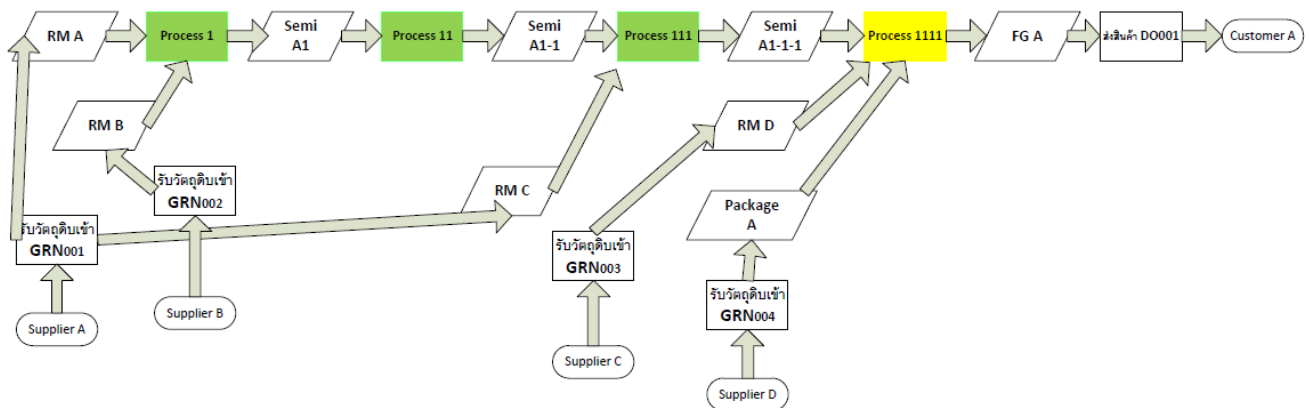 RM A
Process 1
Semi
A1
Process 11
Semi
A1-1
Process 111
Semi
A1-1-1
Process 1111
FG A
ส่งสินค้า DO001
Customer A
RM B
RM D
รับวัตถุดิบเข้า
GRN002
RM C
Package
A
รับวัตถุดิบเข้า
GRN001
รับวัตถุดิบเข้า
GRN003
รับวัตถุดิบเข้า
GRN004
Supplier A
Supplier B
Supplier C
Supplier D